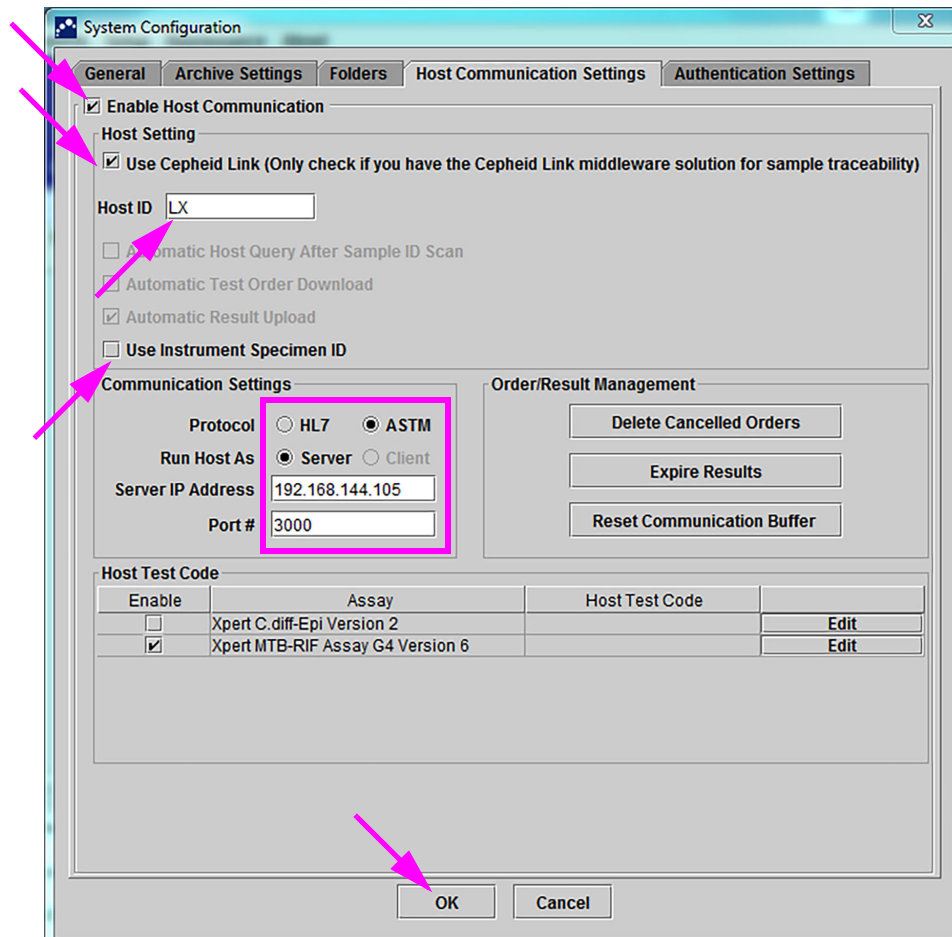 System Configuration
General Archive Settings Folders Host Communication Settings Authentication Settings
Enable Host Communication
Host Setting
Use Cepheid Link (Only check if you have the Cepheid Link middleware solution for sample traceability)
Host ID LX
Automatic Host Query After Sample ID Scan
Automatic Test Order Download
Automatic Result Upload
Use Instrument Specimen ID
Communication Settings
Protocol HL7 ASTM
Run Host As Server Client
Server IP Address 192.168.144.105
Port # 3000
Order/Result Management
Delete Cancelled Orders
Expire Results
Reset Communication Buffer
Host Test Code
Enable Assay Host Test Code
Xpert C.diff-Epi Version 2 Edit
Xpert MTB-RIF Assay G4 Version 6 Edit
OK Cancel